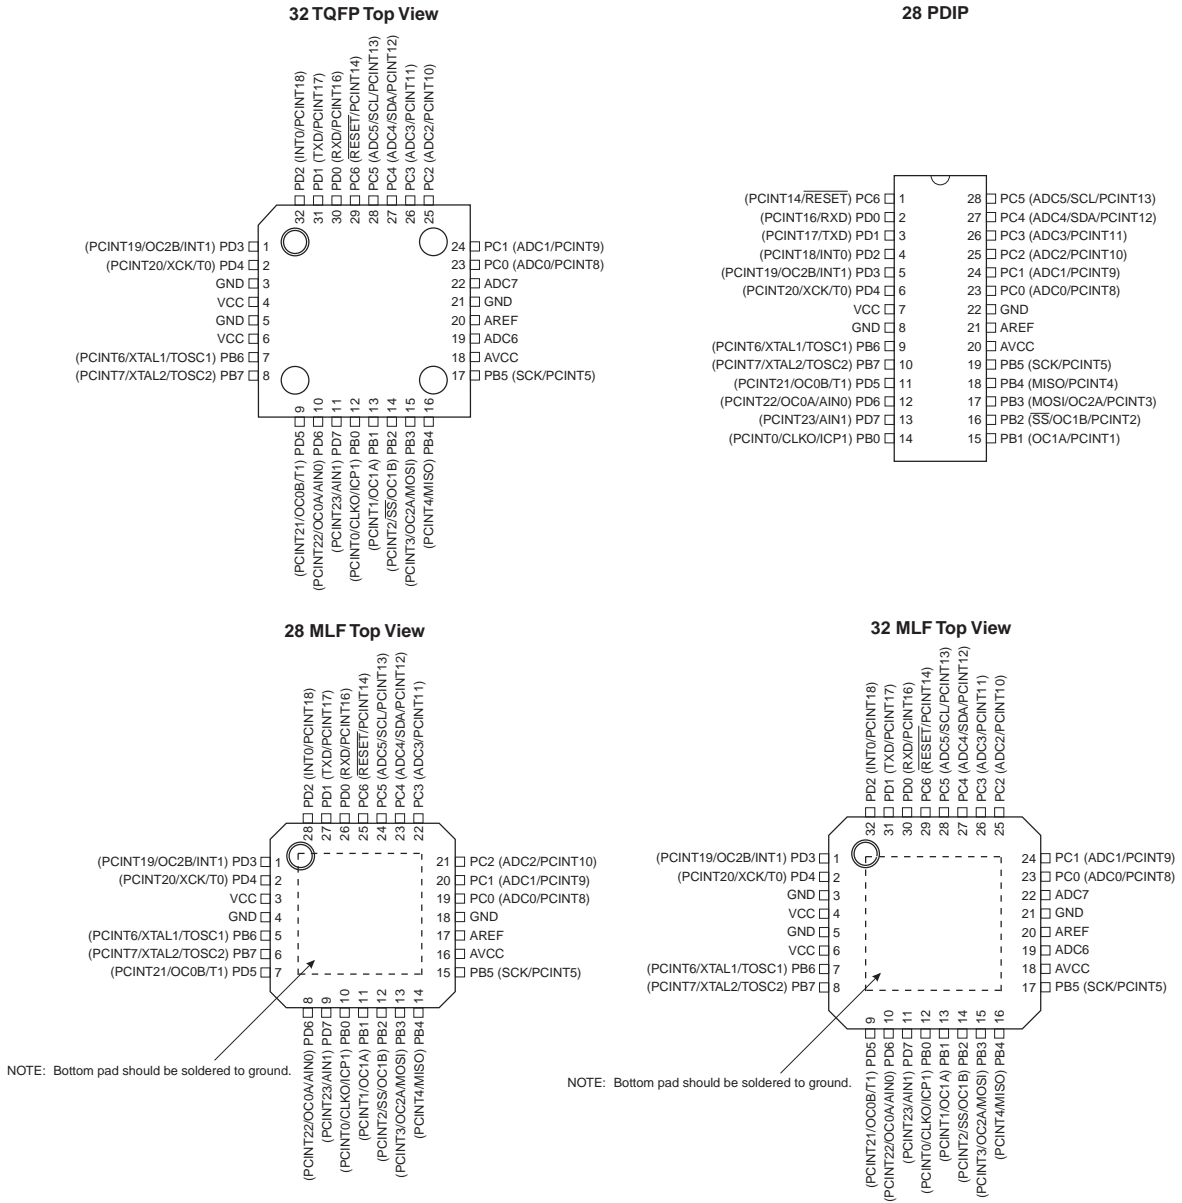 32 TQFP Top View
PD2 (INT0/PCINT18)
PD1 (TXD/PCINT17)
PD0 (RXD/PCINT16)
PC6 (RESET/PCINT14)
PC5 (ADC5/SCL/PCINT13)
PC4 (ADC4/SDA/PCINT12)
PC3 (ADC3/PCINT11)
PC2 (ADC2/PCINT10)
32 31 30 29 28 27 26 25
(PCINT19/OC2B/INT1) PD3 1
(PCINT20/XCK/T0) PD4 2
GND 3
VCC 4
GND 5
VCC 6
(PCINT6/XTAL1/TOSC1) PB6 7
(PCINT7/XTAL2/TOSC2) PB7 8
24 PC1 (ADC1/PCINT9)
23 PC0 (ADC0/PCINT8)
22 ADC7
21 GND
20 AREF
19 ADC6
18 AVCC
17 PB5 (SCK/PCINT5)
9 10 11 12 13 14 15 16
(PCINT21/OC0B/T1) PD5
(PCINT22/OC0A/AIN0) PD6
(PCINT23/AIN1) PD7
(PCINT0/CLKO/ICP1) PB0
(PCINT1/OC1A) PB1
(PCINT2/SS/OC1B) PB2
(PCINT3/OC2A/MOSI) PB3
(PCINT4/MISO) PB4
28 PDIP
(PCINT14/RESET) PC6 1
(PCINT16/RXD) PD0 2
(PCINT17/TXD) PD1 3
(PCINT18/INT0) PD2 4
(PCINT19/OC2B/INT1) PD3 5
(PCINT20/XCK/T0) PD4 6
VCC 7
GND 8
(PCINT6/XTAL1/TOSC1) PB6 9
(PCINT7/XTAL2/TOSC2) PB7 10
(PCINT21/OC0B/T1) PD5 11
(PCINT22/OC0A/AIN0) PD6 12
(PCINT23/AIN1) PD7 13
(PCINT0/CLKO/ICP1) PB0 14
28 PC5 (ADC5/SCL/PCINT13)
27 PC4 (ADC4/SDA/PCINT12)
26 PC3 (ADC3/PCINT11)
25 PC2 (ADC2/PCINT10)
24 PC1 (ADC1/PCINT9)
23 PC0 (ADC0/PCINT8)
22 GND
21 AREF
20 AVCC
19 PB5 (SCK/PCINT5)
18 PB4 (MISO/PCINT4)
17 PB3 (MOSI/OC2A/PCINT3)
16 PB2 (SS/OC1B/PCINT2)
15 PB1 (OC1A/PCINT1)
28 MLF Top View
PD2 (INT0/PCINT18)
PD1 (TXD/PCINT17)
PD0 (RXD/PCINT16)
PC6 (RESET/PCINT14)
PC5 (ADC5/SCL/PCINT13)
PC4 (ADC4/SDA/PCINT12)
PC3 (ADC3/PCINT11)
28 27 26 25 24 23 22
(PCINT19/OC2B/INT1) PD3 1
(PCINT20/XCK/T0) PD4 2
VCC 3
GND 4
(PCINT6/XTAL1/TOSC1) PB6 5
(PCINT7/XTAL2/TOSC2) PB7 6
(PCINT21/OC0B/T1) PD5 7
21 PC2 (ADC2/PCINT10)
20 PC1 (ADC1/PCINT9)
19 PC0 (ADC0/PCINT8)
18 GND
17 AREF
16 AVCC
15 PB5 (SCK/PCINT5)
8 9 10 11 12 13 14
(PCINT22/OC0A/AIN0) PD6
(PCINT23/AIN1) PD7
(PCINT0/CLKO/ICP1) PB0
(PCINT1/OC1A) PB1
(PCINT2/SS/OC1B) PB2
(PCINT3/OC2A/MOSI) PB3
(PCINT4/MISO) PB4
NOTE: Bottom pad should be soldered to ground.
32 MLF Top View
PD2 (INT0/PCINT18)
PD1 (TXD/PCINT17)
PD0 (RXD/PCINT16)
PC6 (RESET/PCINT14)
PC5 (ADC5/SCL/PCINT13)
PC4 (ADC4/SDA/PCINT12)
PC3 (ADC3/PCINT11)
PC2 (ADC2/PCINT10)
32 31 30 29 28 27 26 25
(PCINT19/OC2B/INT1) PD3 1
(PCINT20/XCK/T0) PD4 2
GND 3
VCC 4
GND 5
VCC 6
(PCINT6/XTAL1/TOSC1) PB6 7
(PCINT7/XTAL2/TOSC2) PB7 8
24 PC1 (ADC1/PCINT9)
23 PC0 (ADC0/PCINT8)
22 ADC7
21 GND
20 AREF
19 ADC6
18 AVCC
17 PB5 (SCK/PCINT5)
9 10 11 12 13 14 15 16
(PCINT21/OC0B/T1) PD5
(PCINT22/OC0A/AIN0) PD6
(PCINT23/AIN1) PD7
(PCINT0/CLKO/ICP1) PB0
(PCINT1/OC1A) PB1
(PCINT2/SS/OC1B) PB2
(PCINT3/OC2A/MOSI) PB3
(PCINT4/MISO) PB4
NOTE: Bottom pad should be soldered to ground.